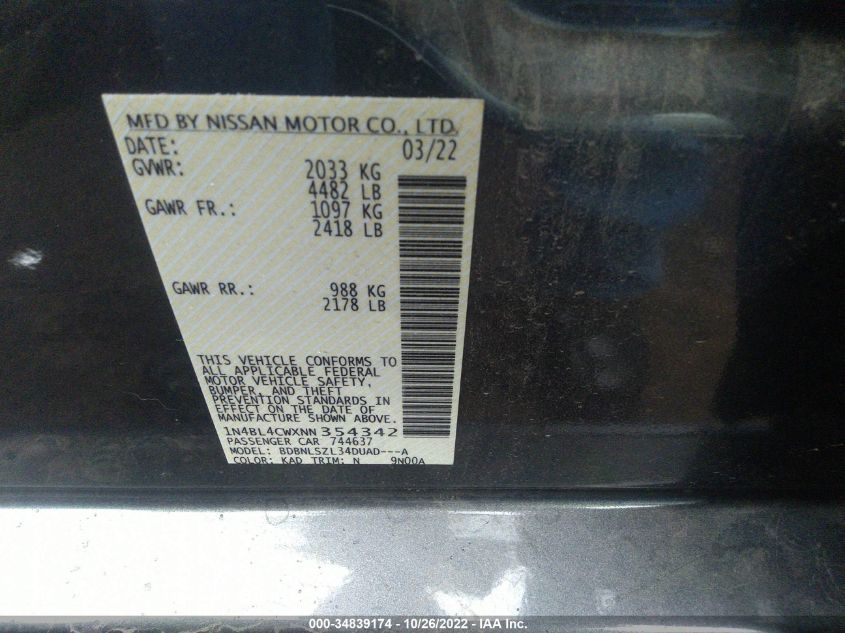 MFD BY NISSAN MOTOR CO., LTD.
DATE: 03/22
GVWR: 2033 KG
4482 LB
GAWR FR.: 1097 KG
2418 LB
GAWR RR.: 988 KG
2178 LB
THIS VEHICLE CONFORMS TO
ALL APPLICABLE FEDERAL
MOTOR VEHICLE SAFETY,
BUMPER, AND THEFT
PREVENTION STANDARDS IN
EFFECT ON THE DATE OF
MANUFACTURE SHOWN ABOVE.
1N4BL4CWXNN354342
PASSENGER CAR 744637
MODEL: BDBNLSZL34DUAD---A
COLOR: KAD TRIM: N 9N00A
000-34839174 - 10/26/2022 - IAA Inc.